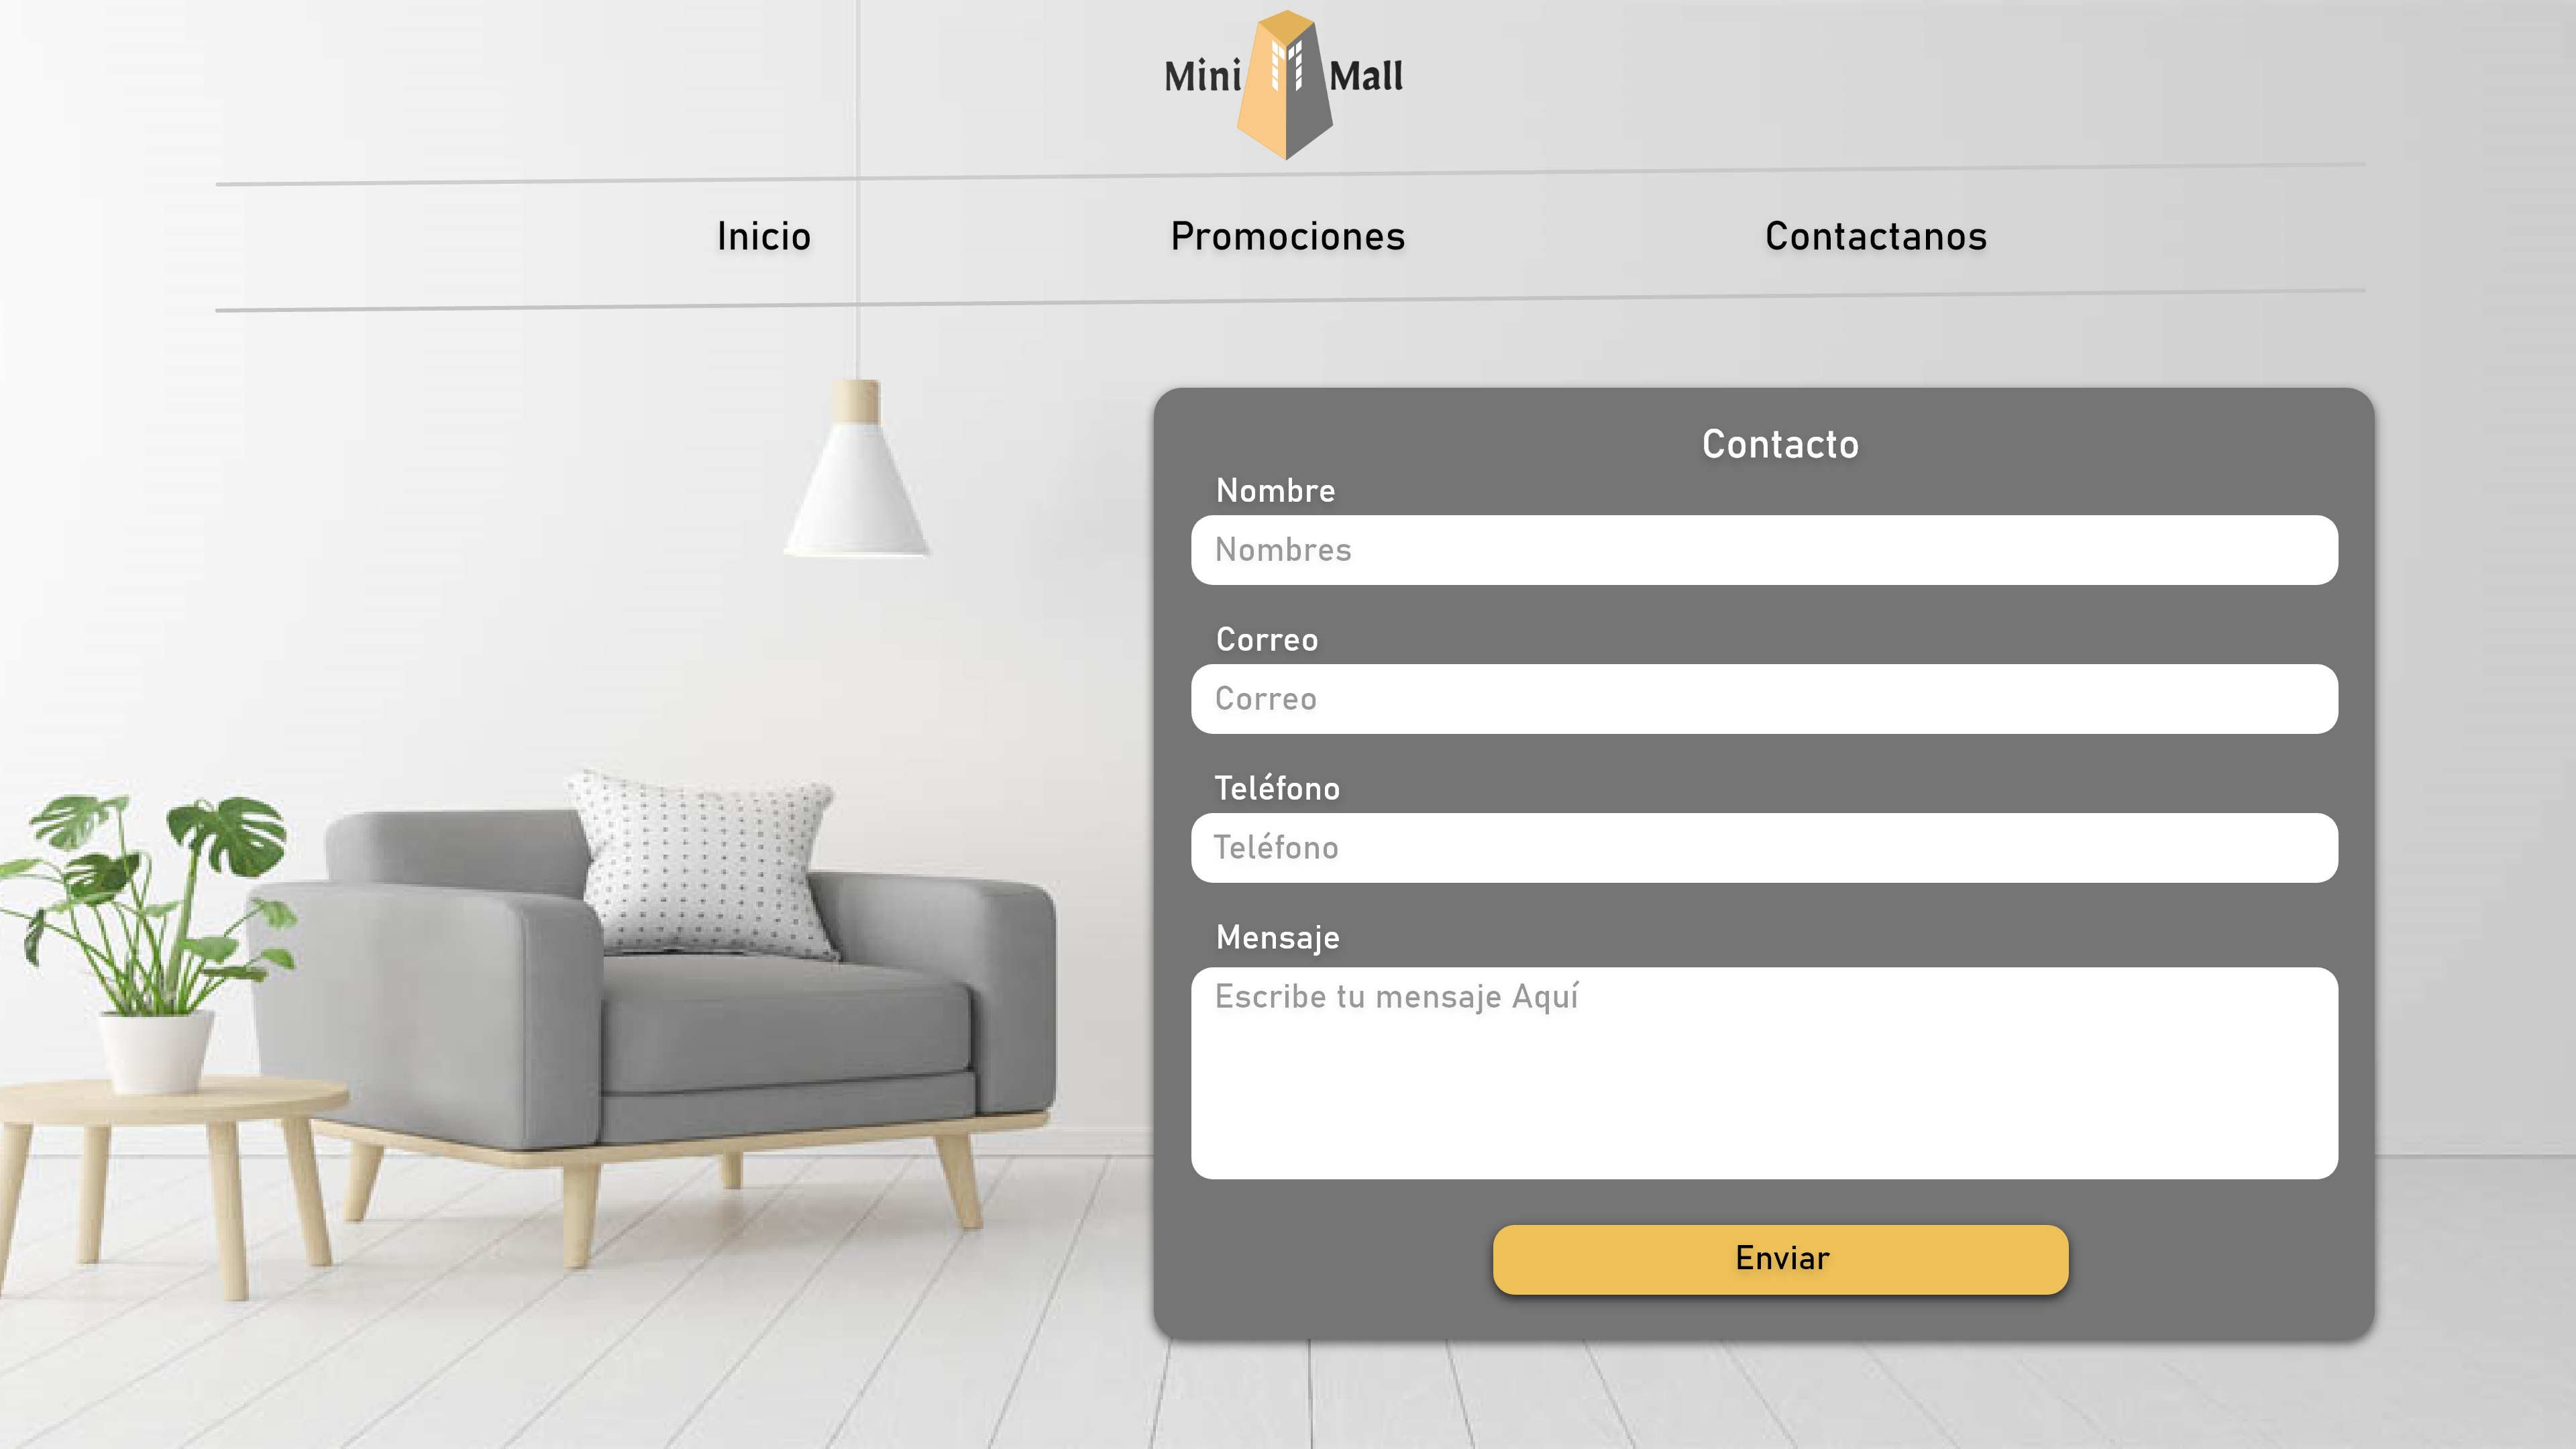 Mini Mall
Inicio Promociones Contactanos
Contacto
Nombre
Nombres
Correo
Correo
Teléfono
Teléfono
Mensaje
Escribe tu mensaje Aquí
Enviar